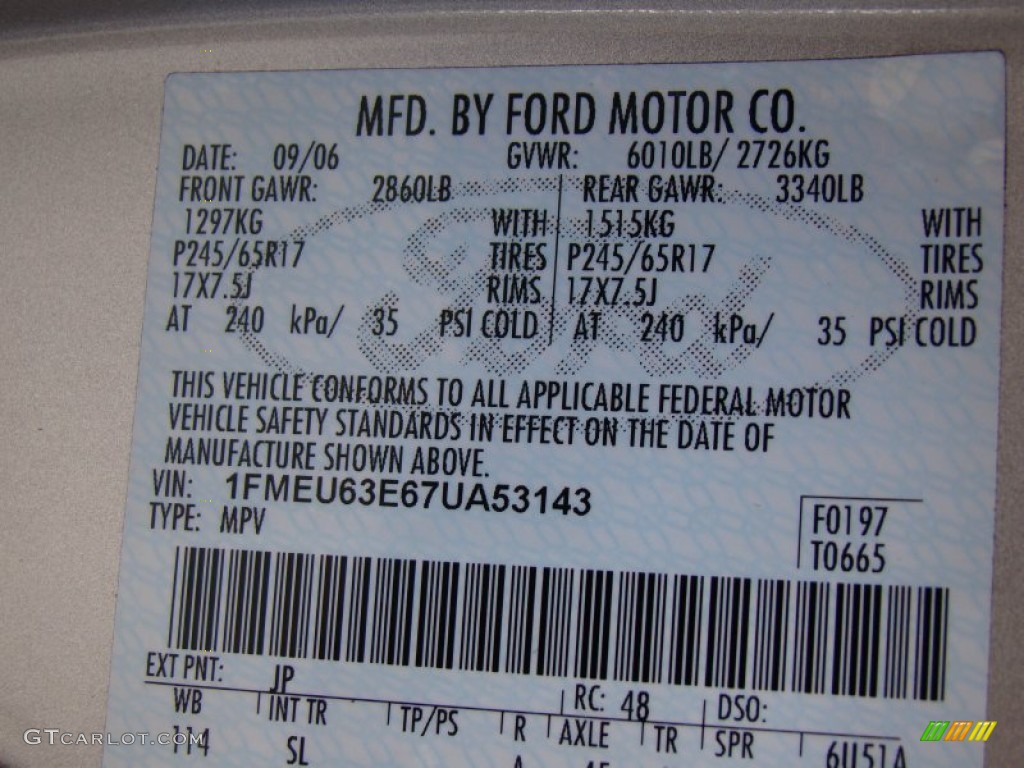 MFD. BY FORD MOTOR CO.
DATE: 09/06 GVWR: 6010LB/ 2726KG
FRONT GAWR: 2860LB REAR GAWR: 3340LB
1297KG WITH 1515KG WITH
P245/65R17 TIRES P245/65R17 TIRES
17X7.5J RIMS 17X7.5J RIMS
AT 240 kPa/ 35 PSI COLD AT 240 kPa/ 35 PSI COLD
Ford
THIS VEHICLE CONFORMS TO ALL APPLICABLE FEDERAL MOTOR
VEHICLE SAFETY STANDARDS IN EFFECT ON THE DATE OF
MANUFACTURE SHOWN ABOVE.
VIN: 1FMEU63E67UA53143
TYPE: MPV
F0197
T0665
EXT PNT: JP RC: 48 DSO:
WB INT TR TP/PS R AXLE TR SPR
114 SL 6U51A
GTCARLOT.COM